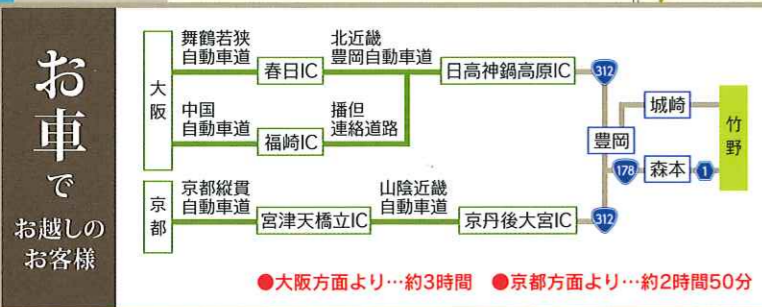 お車で
お越しの
お客様
大阪
舞鶴若狭
自動車道
春日IC
北近畿
豊岡自動車道
日高神鍋高原IC
312
中国
自動車道
福崎IC
播但
連絡道路
豊岡
城崎
竹野
178
森本
1
京都
京都縦貫
自動車道
宮津天橋立IC
山陰近畿
自動車道
京丹後大宮IC
312
●大阪方面より…約3時間 ●京都方面より…約2時間50分